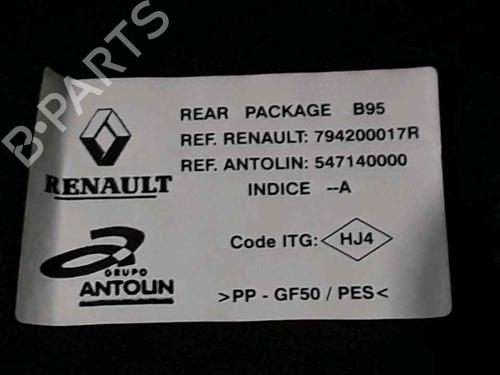 B-PARTS
REAR PACKAGE B95
REF. RENAULT: 794200017R
REF. ANTOLIN: 547140000
RENAULT
INDICE --A
Code ITG: HJ4
GRUPO
ANTOLIN
>PP - GF50 / PES<